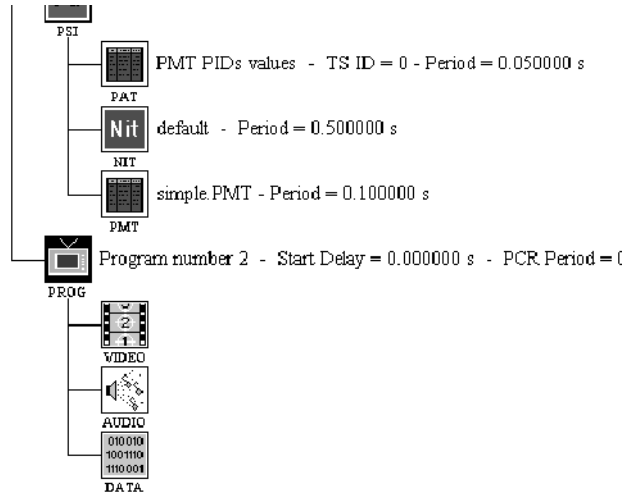 PSI
PMT PIDs values - TS ID = 0 - Period = 0.050000 s
PAT
Nit default - Period = 0.500000 s
NIT
simple.PMT - Period = 0.100000 s
PMT
Program number 2 - Start Delay = 0.000000 s - PCR Period = 0
PROG
2
1
VIDEO
AUDIO
010010
1001110
1110001
DATA